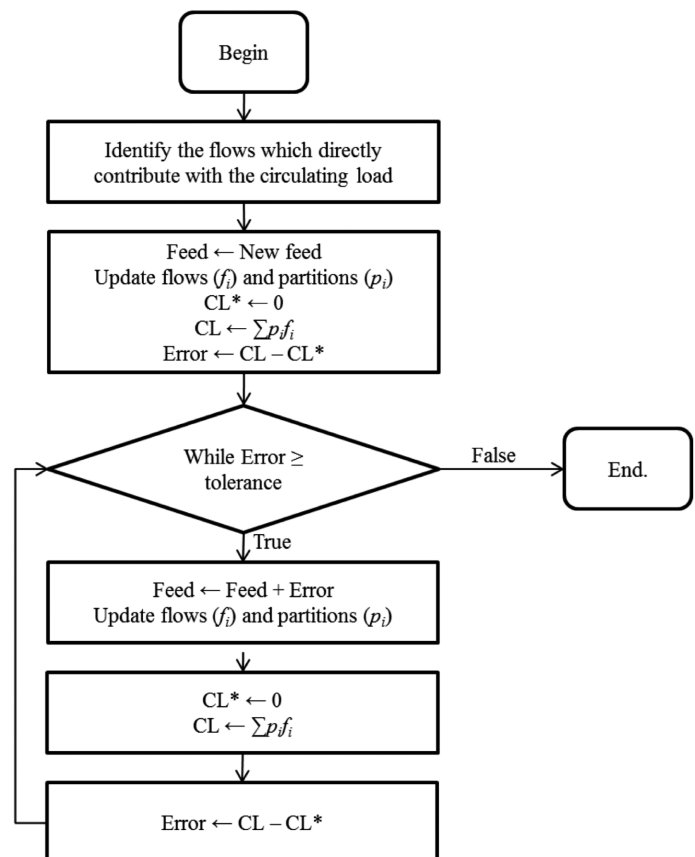 Begin
Identify the flows which directly
contribute with the circulating load
Feed ← New feed
Update flows (fᵢ) and partitions (pᵢ)
CL* ← 0
CL ← ∑pᵢfᵢ
Error ← CL – CL*
While Error ≥
tolerance
False
End.
True
Feed ← Feed + Error
Update flows (fᵢ) and partitions (pᵢ)
CL* ← 0
CL ← ∑pᵢfᵢ
Error ← CL – CL*